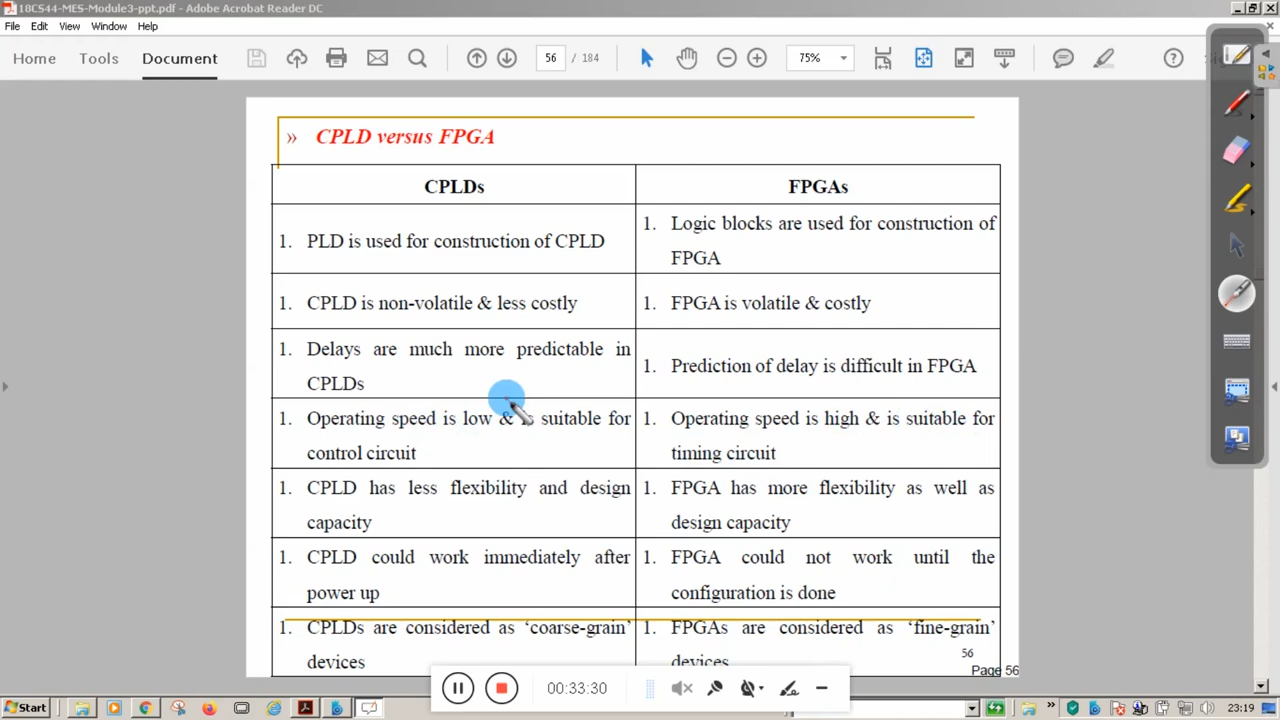 18CS44-MES-Module3-ppt.pdf - Adobe Acrobat Reader DC
File Edit View Window Help
Home Tools Document 56 / 184 75%
» CPLD versus FPGA
CPLDs FPGAs
1. PLD is used for construction of CPLD
1. Logic blocks are used for construction of
FPGA
1. CPLD is non-volatile & less costly
1. FPGA is volatile & costly
1. Delays are much more predictable in
CPLDs
1. Prediction of delay is difficult in FPGA
1. Operating speed is low & is suitable for
control circuit
1. Operating speed is high & is suitable for
timing circuit
1. CPLD has less flexibility and design
capacity
1. FPGA has more flexibility as well as
design capacity
1. CPLD could work immediately after
power up
1. FPGA could not work until the
configuration is done
1. CPLDs are considered as ‘coarse-grain’
devices
1. FPGAs are considered as ‘fine-grain’
devices
56
Page 56
00:33:30
Start
23:19